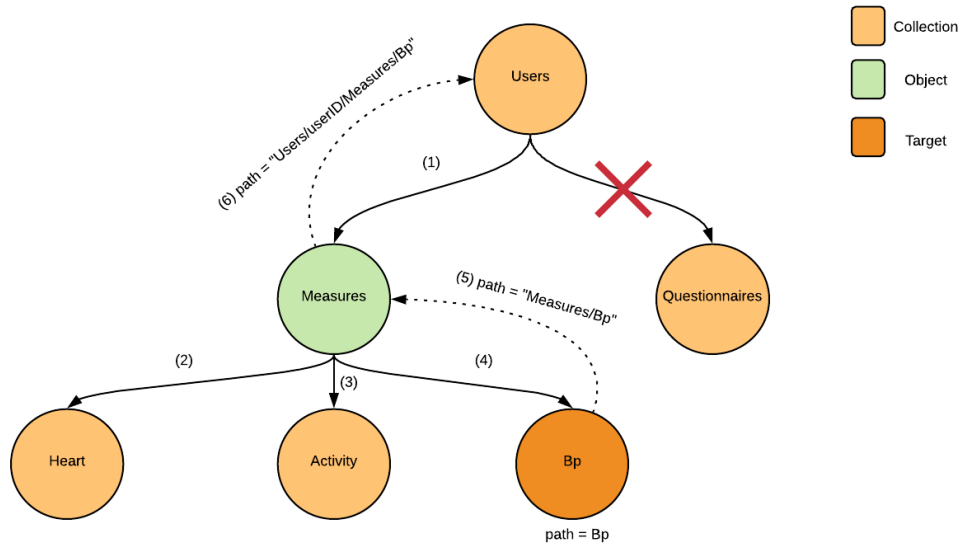 Users
Collection
Object
Target
(6) path = "Users/userID/Measures/Bp"
(1)
Measures
Questionnaires
(5) path = "Measures/Bp"
(2)
(3)
(4)
Heart
Activity
Bp
path = Bp